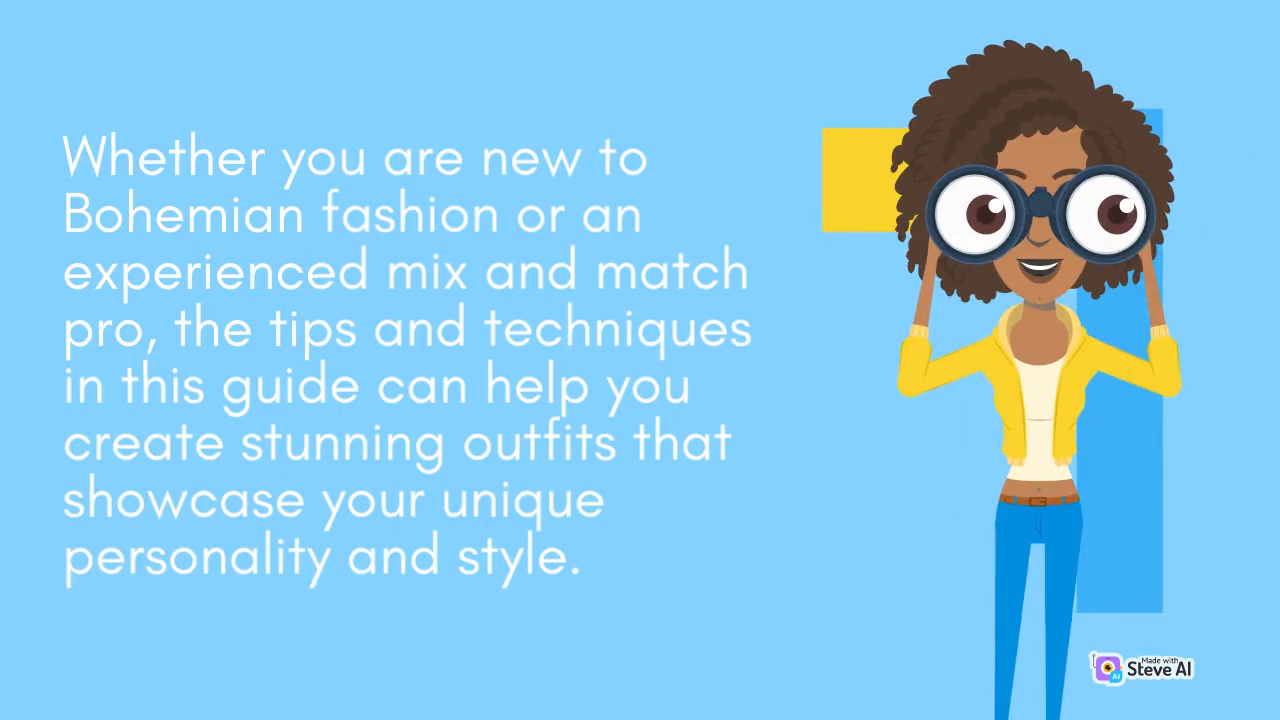 Whether you are new to
Bohemian fashion or an
experienced mix and match
pro, the tips and techniques
in this guide can help you
create stunning outfits that
showcase your unique
personality and style.
Made with
Steve AI
AI